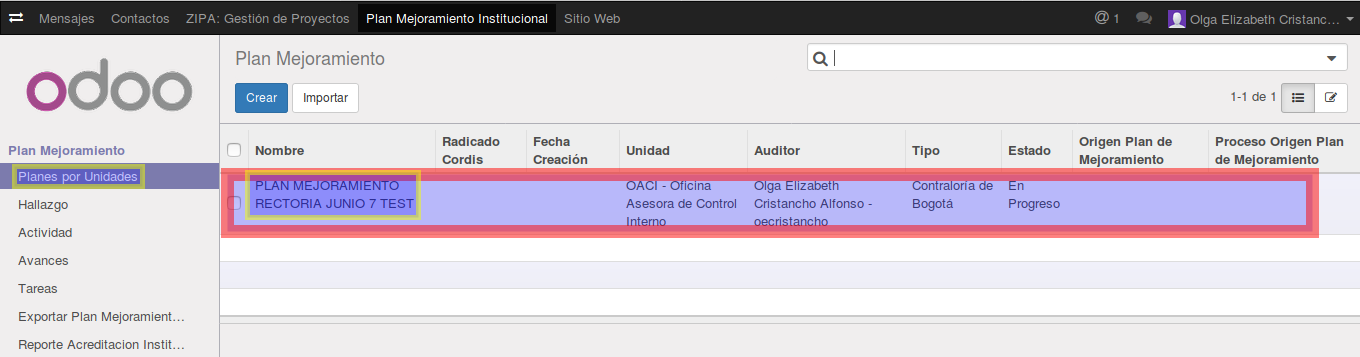 Mensajes Contactos ZIPA: Gestión de Proyectos Plan Mejoramiento Institucional Sitio Web @ 1 Olga Elizabeth Cristanc…
odoo
Plan Mejoramiento
Crear Importar
1-1 de 1
Plan Mejoramiento
Planes por Unidades
Hallazgo
Actividad
Avances
Tareas
Exportar Plan Mejoramient…
Reporte Acreditacion Instit…
Nombre
Radicado
Cordis
Fecha
Creación
Unidad
Auditor
Tipo
Estado
Origen Plan de
Mejoramiento
Proceso Origen Plan
de Mejoramiento
PLAN MEJORAMIENTO
RECTORIA JUNIO 7 TEST
OACI - Oficina
Asesora de Control
Interno
Olga Elizabeth
Cristancho Alfonso -
oecristancho
Contraloría de
Bogotá
En
Progreso